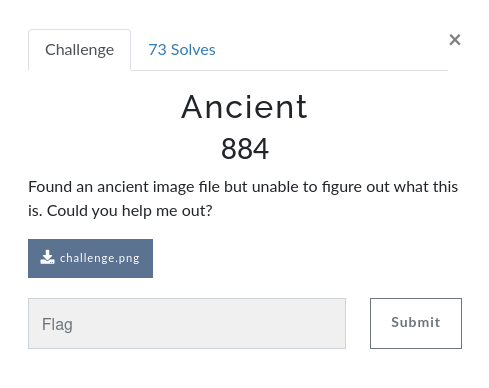 Challenge
73 Solves
×
Ancient
884
Found an ancient image file but unable to figure out what this
is. Could you help me out?
challenge.png
Flag
Submit